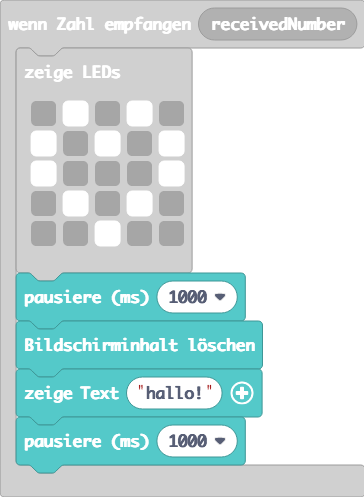 wenn Zahl empfangen receivedNumber
zeige LEDs
pausiere (ms) 1000
Bildschirminhalt löschen
zeige Text "hallo!"
pausiere (ms) 1000